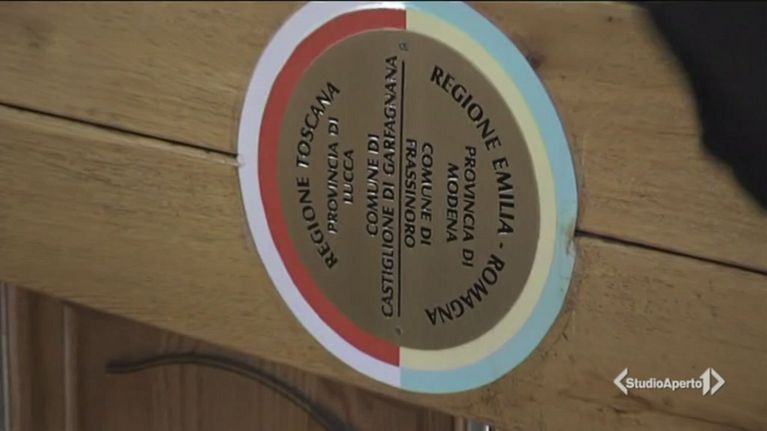 REGIONE TOSCANA
PROVINCIA DI
LUCCA
COMUNE DI
CASTIGLIONE DI GARFAGNANA
FRASSINORO
COMUNE DI
MODENA
PROVINCIA DI
REGIONE EMILIA - ROMAGNA
StudioAperto